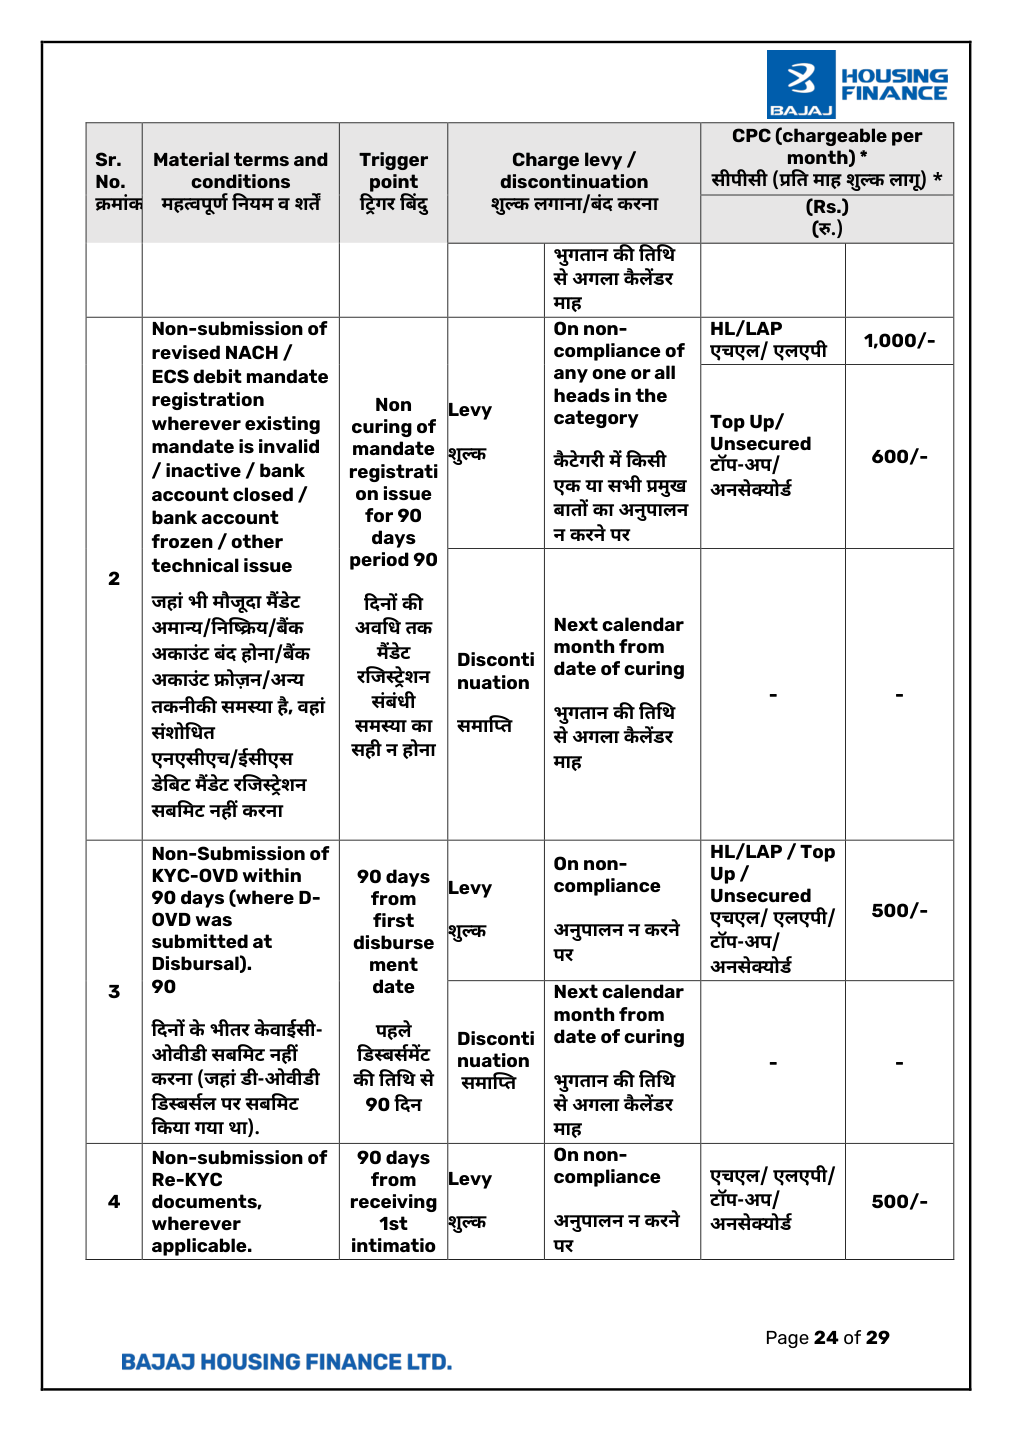 HOUSING
FINANCE
BAJAJ
Sr.
No.
क्रमांक
Material terms and
conditions
महत्वपूर्ण नियम व शर्तें
Trigger
point
ट्रिगर बिंदु
Charge levy /
discontinuation
शुल्क लगाना/बंद करना
CPC (chargeable per
month) *
सीपीसी (प्रति माह शुल्क लागू) *
(Rs.)
(रु.)
भुगतान की तिथि
से अगला कैलेंडर
माह
2
Non-submission of
revised NACH /
ECS debit mandate
registration
wherever existing
mandate is invalid
/ inactive / bank
account closed /
bank account
frozen / other
technical issue
जहां भी मौजूदा मैंडेट
अमान्य/निष्क्रिय/बैंक
अकाउंट बंद होना/बैंक
अकाउंट फ्रोज़न/अन्य
तकनीकी समस्या है, वहां
संशोधित
एनएसीएच/ईसीएस
डेबिट मैंडेट रजिस्ट्रेशन
सबमिट नहीं करना
Non
curing of
mandate
registrati
on issue
for 90
days
period 90
दिनों की
अवधि तक
मैंडेट
रजिस्ट्रेशन
संबंधी
समस्या का
सही न होना
Levy
शुल्क
On non-
compliance of
any one or all
heads in the
category
कैटेगरी में किसी
एक या सभी प्रमुख
बातों का अनुपालन
न करने पर
HL/LAP
एचएल/ एलएपी
1,000/-
Top Up/
Unsecured
टॉप-अप/
अनसेक्योर्ड
600/-
Disconti
nuation
समाप्ति
Next calendar
month from
date of curing
भुगतान की तिथि
से अगला कैलेंडर
माह
-
-
3
Non-Submission of
KYC-OVD within
90 days (where D-
OVD was
submitted at
Disbursal).
90
दिनों के भीतर केवाईसी-
ओवीडी सबमिट नहीं
करना (जहां डी-ओवीडी
डिस्बर्सल पर सबमिट
किया गया था).
90 days
from
first
disburse
ment
date
पहले
डिस्बर्समेंट
की तिथि से
90 दिन
Levy
शुल्क
On non-
compliance
अनुपालन न करने
पर
HL/LAP / Top
Up /
Unsecured
एचएल/ एलएपी/
टॉप-अप/
अनसेक्योर्ड
500/-
Disconti
nuation
समाप्ति
Next calendar
month from
date of curing
भुगतान की तिथि
से अगला कैलेंडर
माह
-
-
4
Non-submission of
Re-KYC
documents,
wherever
applicable.
90 days
from
receiving
1st
intimatio
Levy
शुल्क
On non-
compliance
अनुपालन न करने
पर
एचएल/ एलएपी/
टॉप-अप/
अनसेक्योर्ड
500/-
Page 24 of 29
BAJAJ HOUSING FINANCE LTD.